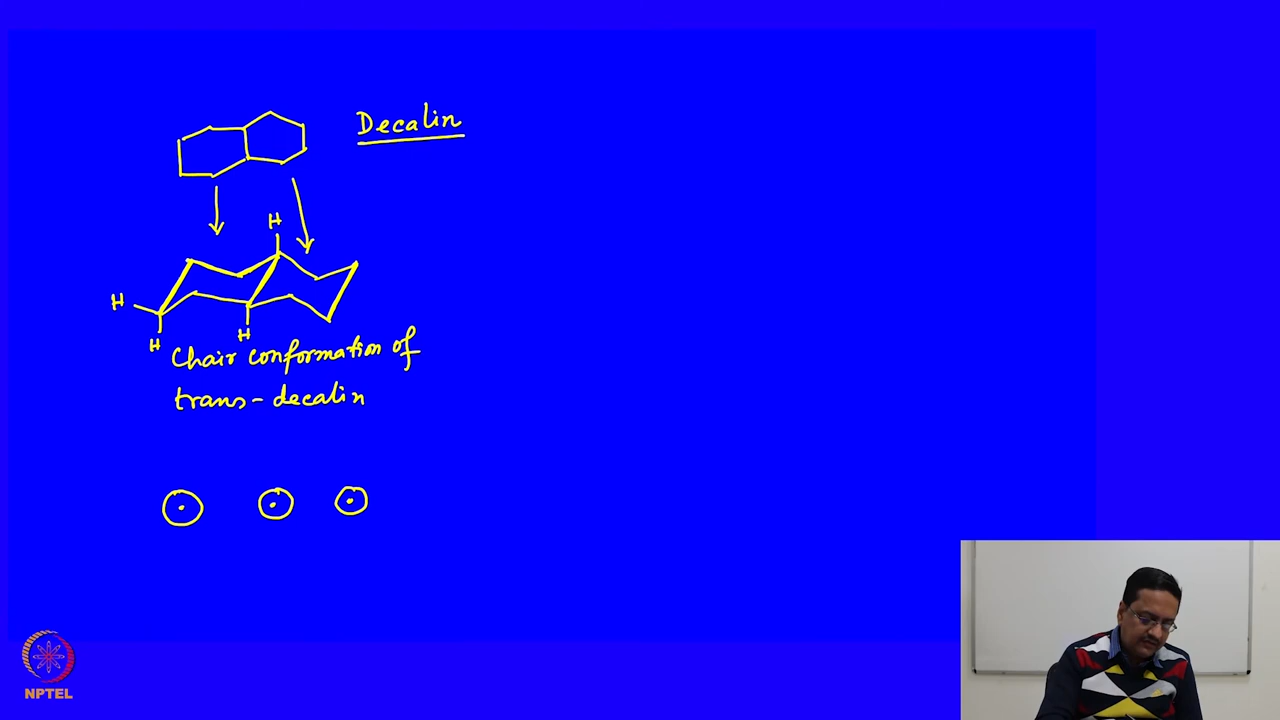 Decalin
H
H
H
H
Chair conformation of
trans-decalin
NPTEL